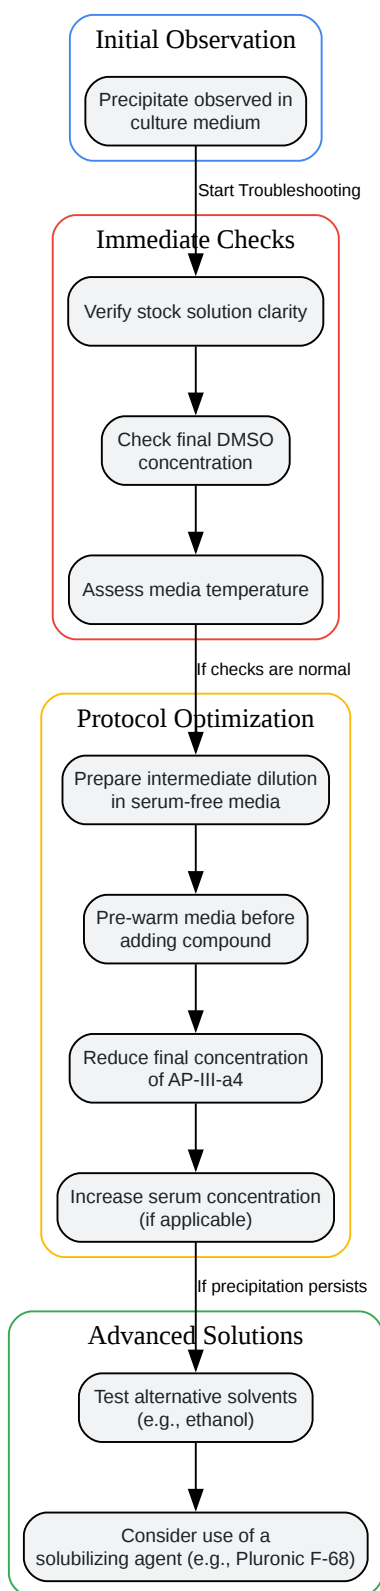 Initial Observation
Precipitate observed in
culture medium
Start Troubleshooting
Immediate Checks
Verify stock solution clarity
Check final DMSO
concentration
Assess media temperature
If checks are normal
Protocol Optimization
Prepare intermediate dilution
in serum-free media
Pre-warm media before
adding compound
Reduce final concentration
of AP-III-a4
Increase serum concentration
(if applicable)
If precipitation persists
Advanced Solutions
Test alternative solvents
(e.g., ethanol)
Consider use of a
solubilizing agent (e.g., Pluronic F-68)